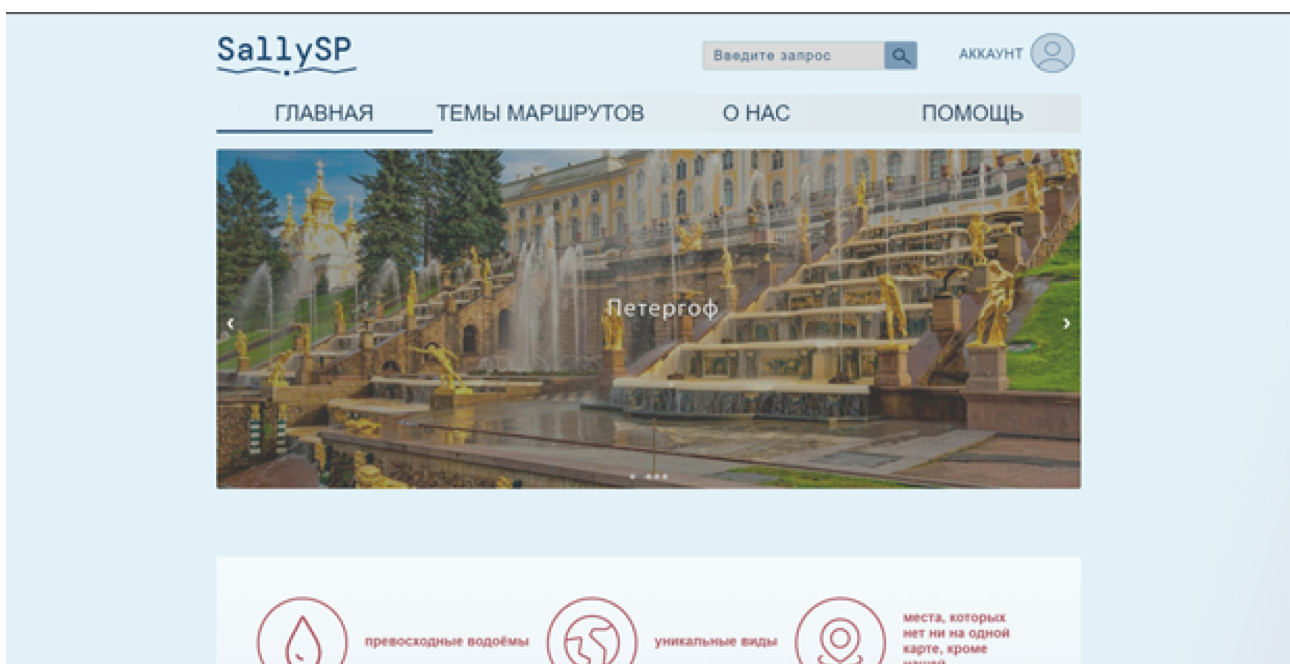 SallySP
Введите запрос
АККАУНТ
ГЛАВНАЯ ТЕМЫ МАРШРУТОВ О НАС ПОМОЩЬ
Петергоф
превосходные водоёмы
уникальные виды
места, которых
нет ни на одной
карте, кроме
нашей